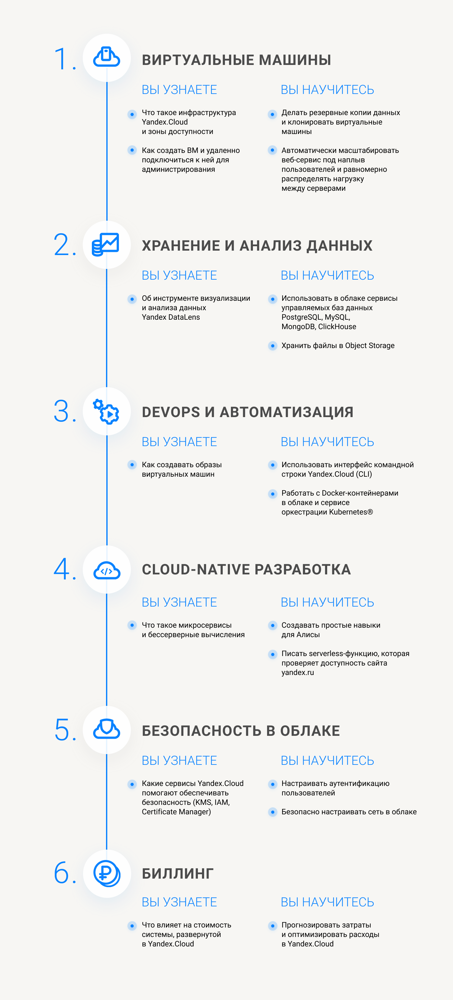 1.
ВИРТУАЛЬНЫЕ МАШИНЫ
ВЫ УЗНАЕТЕ
Что такое инфраструктура
Yandex.Cloud
и зоны доступности
Как создать ВМ и удаленно
подключиться к ней для
администрирования
ВЫ НАУЧИТЕСЬ
Делать резервные копии данных
и клонировать виртуальные
машины
Автоматически масштабировать
веб-сервис под наплыв
пользователей и равномерно
распределять нагрузку
между серверами
2.
ХРАНЕНИЕ И АНАЛИЗ ДАННЫХ
ВЫ УЗНАЕТЕ
Об инструменте визуализации
и анализа данных
Yandex DataLens
ВЫ НАУЧИТЕСЬ
Использовать в облаке сервисы
управляемых баз данных
PostgreSQL, MySQL,
MongoDB, ClickHouse
Хранить файлы в Object Storage
3.
DEVOPS И АВТОМАТИЗАЦИЯ
ВЫ УЗНАЕТЕ
Как создавать образы
виртуальных машин
ВЫ НАУЧИТЕСЬ
Использовать интерфейс командной
строки Yandex.Cloud (CLI)
Работать с Docker-контейнерами
в облаке и сервисе
оркестрации Kubernetes®
4.
CLOUD-NATIVE РАЗРАБОТКА
ВЫ УЗНАЕТЕ
Что такое микросервисы
и бессерверные вычисления
ВЫ НАУЧИТЕСЬ
Создавать простые навыки
для Алисы
Писать serverless-функцию, которая
проверяет доступность сайта
yandex.ru
5.
БЕЗОПАСНОСТЬ В ОБЛАКЕ
ВЫ УЗНАЕТЕ
Какие сервисы Yandex.Cloud
помогают обеспечивать
безопасность (KMS, IAM,
Certificate Manager)
ВЫ НАУЧИТЕСЬ
Настраивать аутентификацию
пользователей
Безопасно настраивать сеть в облаке
6.
БИЛЛИНГ
ВЫ УЗНАЕТЕ
Что влияет на стоимость
системы, развернутой
в Yandex.Cloud
ВЫ НАУЧИТЕСЬ
Прогнозировать затраты
и оптимизировать расходы
в Yandex.Cloud